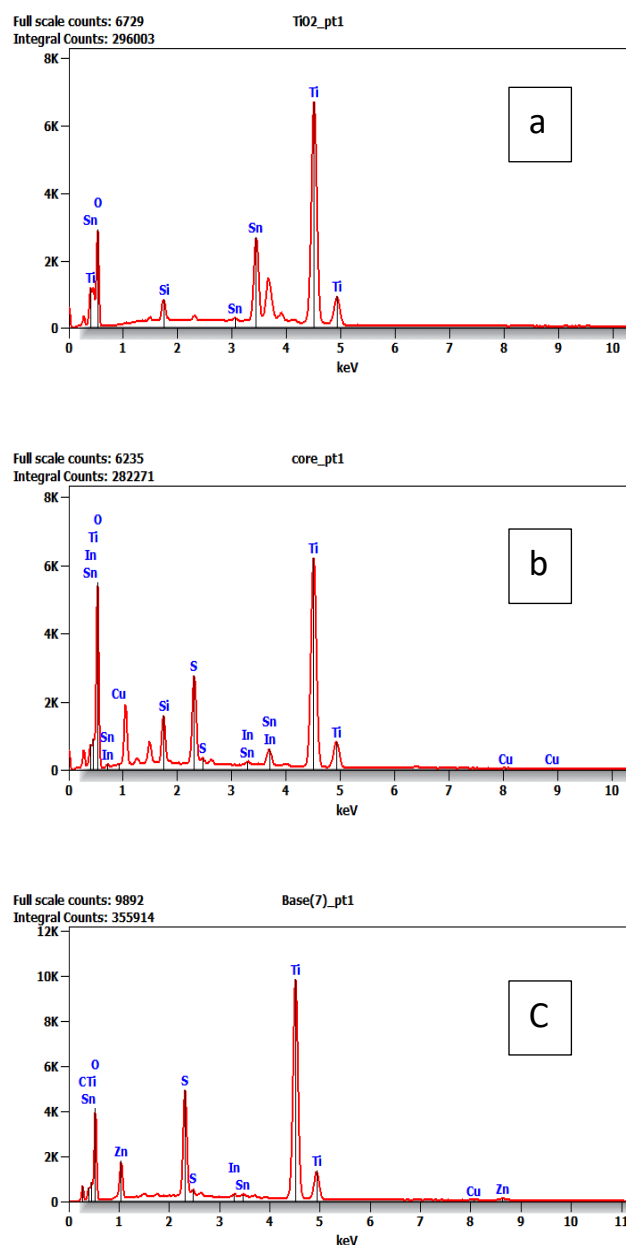 Full scale counts: 6729 TiO2_pt1
Integral Counts: 296003
8K
Ti
a
6K
4K
O
Sn Sn
2K
Ti Si Ti
Sn
0
0 1 2 3 4 5 6 7 8 9 10
keV
Full scale counts: 6235 core_pt1
Integral Counts: 282271
8K
O
Ti Ti
b
6K
In
Sn
4K
S
Cu
2K
Si
Sn In Sn
In S Sn In Ti Cu Cu
0
0 1 2 3 4 5 6 7 8 9 10
keV
Full scale counts: 9892 Base(7)_pt1
Integral Counts: 355914
12K
Ti
10K
C
8K
6K
O
CTi S
Sn
4K
Zn
2K
S In Sn Ti Cu Zn
0
0 1 2 3 4 5 6 7 8 9 10 11
keV